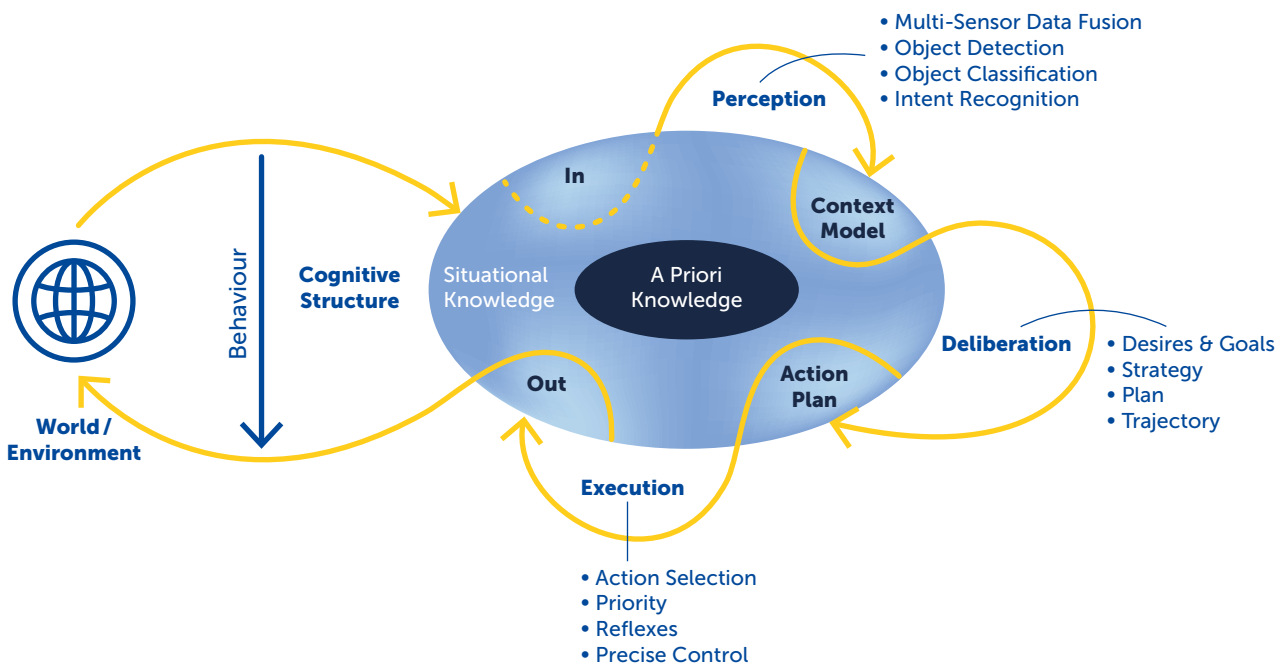 • Multi-Sensor Data Fusion
• Object Detection
• Object Classification
• Intent Recognition
Perception
In
Context
Model
Behaviour
Cognitive
Structure
Situational
Knowledge
A Priori
Knowledge
Deliberation
• Desires & Goals
• Strategy
• Plan
• Trajectory
Out
Action
Plan
World /
Environment
Execution
• Action Selection
• Priority
• Reflexes
• Precise Control